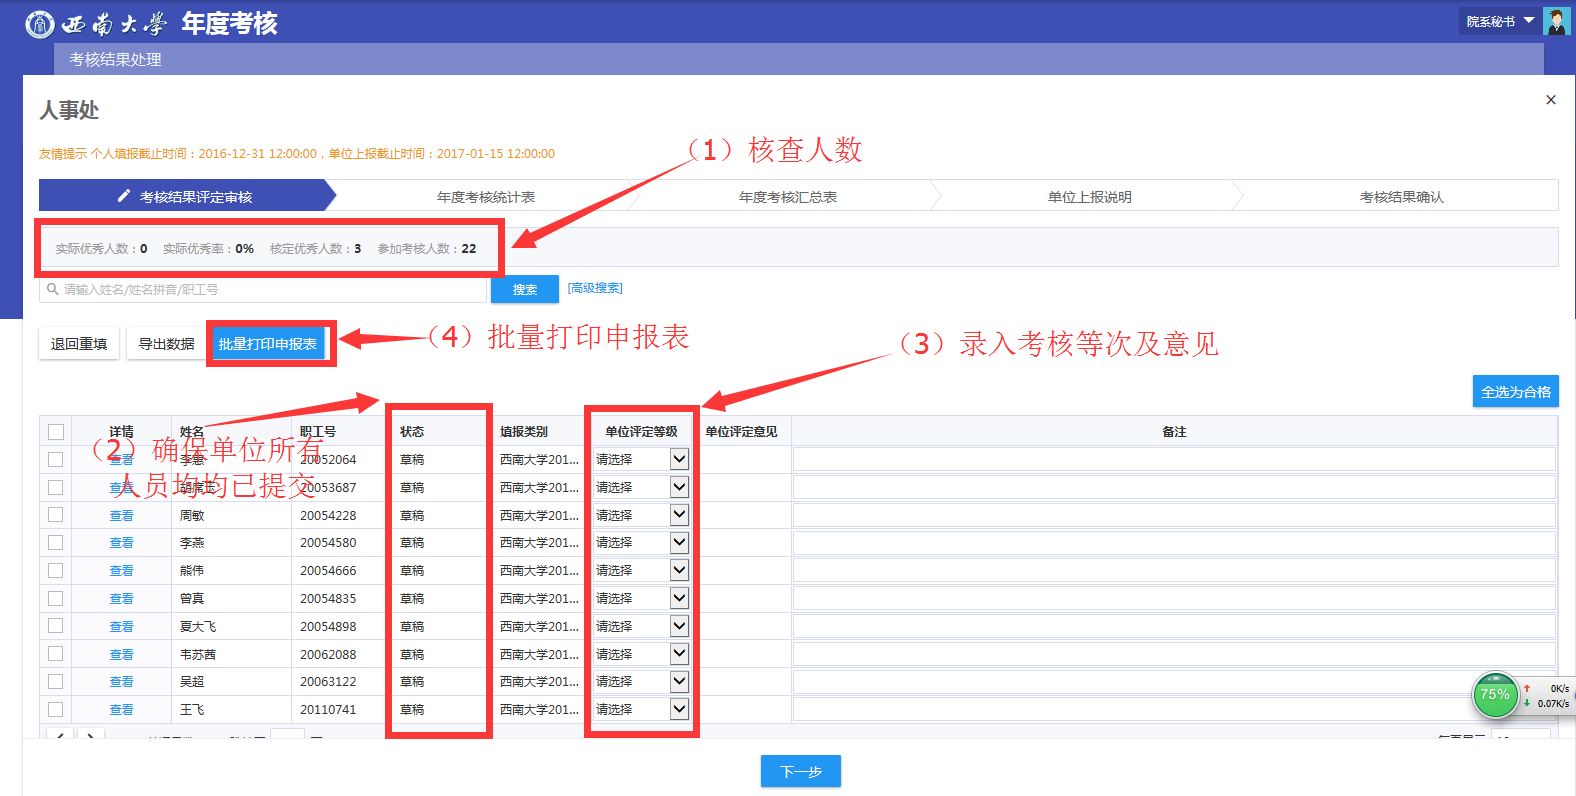 西南大学 年度考核
院系秘书
考核结果处理
人事处
×
友情提示 个人填报截止时间：2016-12-31 12:00:00，单位上报截止时间：2017-01-15 12:00:00
（1）核查人数
考核结果评定审核 年度考核统计表 年度考核汇总表 单位上报说明 考核结果确认
实际优秀人数：0 实际优秀率：0% 核定优秀人数：3 参加考核人数：22
请输入姓名/姓名拼音/职工号 搜索 [高级搜索]
退回重填 导出数据 批量打印申报表
（4）批量打印申报表
（3）录入考核等次及意见
全选为合格
详情 姓名 职工号 状态 填报类别 单位评定等级 单位评定意见 备注
（2）确保单位所有
人员均均已提交
查看 李慧 20052064 草稿 西南大学201... 请选择
查看 20053687 草稿 西南大学201... 请选择
查看 周敏 20054228 草稿 西南大学201... 请选择
查看 李燕 20054580 草稿 西南大学201... 请选择
查看 熊伟 20054666 草稿 西南大学201... 请选择
查看 曾真 20054835 草稿 西南大学201... 请选择
查看 夏大飞 20054898 草稿 西南大学201... 请选择
查看 韦苏茜 20062088 草稿 西南大学201... 请选择
查看 吴超 20063122 草稿 西南大学201... 请选择
查看 王飞 20110741 草稿 西南大学201... 请选择
75% 0K/s
0.07K/s
下一步